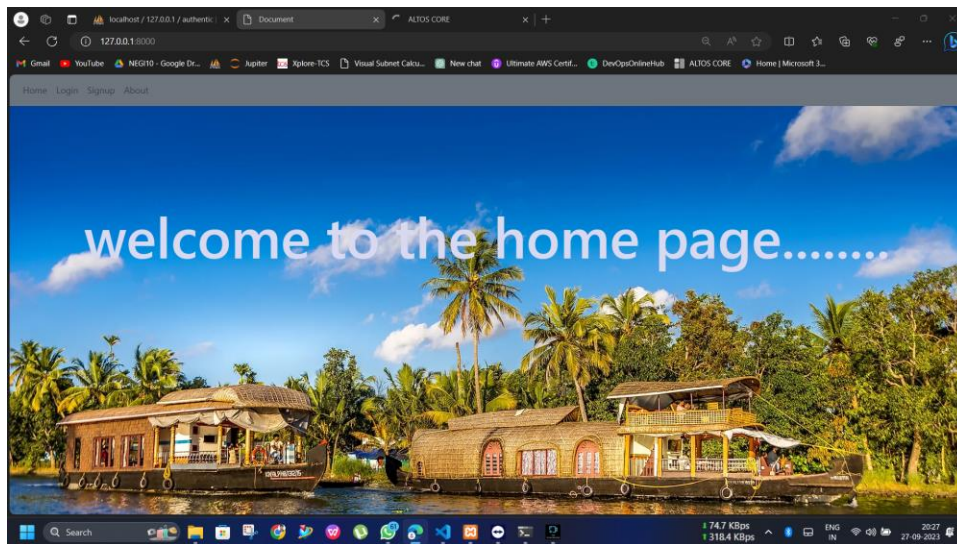 localhost / 127.0.0.1 / authentic
Document
ALTOS CORE
127.0.0.1:8000
Gmail
YouTube
NEGI10 - Google Dr...
Jupiter
Xplore-TCS
Visual Subnet Calcu...
New chat
Ultimate AWS Certif...
DevOpsOnlineHub
ALTOS CORE
Home | Microsoft 3...
Home Login Signup About
welcome to the home page........
Search
174.7 KBps
318.4 KBps
ENG
IN
20:27
27-09-2023